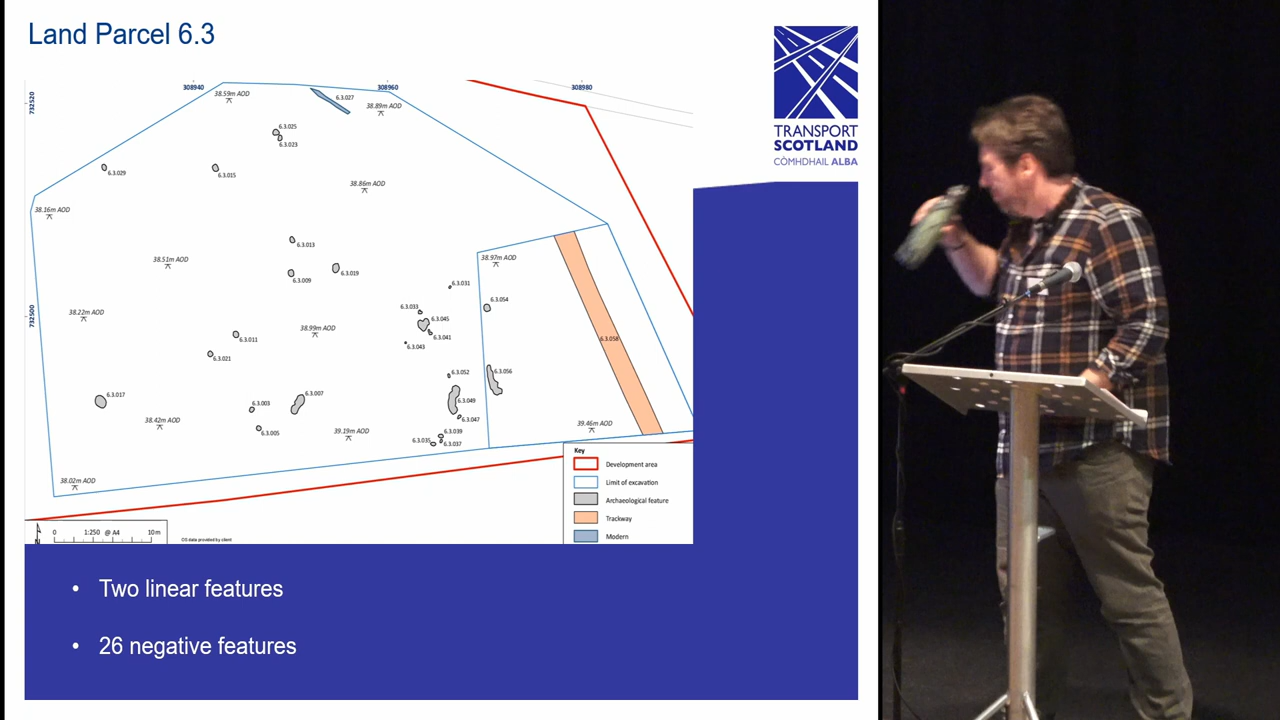 Land Parcel 6.3
TRANSPORT
SCOTLAND
CÒMHDHAIL ALBA
308940
308960
308980
732520
732500
38.59m AOD
6.3.027
38.89m AOD
6.3.025
6.3.023
6.3.029
6.3.015
38.86m AOD
38.16m AOD
6.3.013
38.51m AOD
6.3.009
6.3.019
38.97m AOD
6.3.031
6.3.054
6.3.033
6.3.045
38.22m AOD
38.99m AOD
6.3.011
6.3.041
6.3.043
6.3.058
6.3.021
6.3.052
6.3.056
6.3.017
6.3.007
6.3.003
6.3.049
6.3.047
38.42m AOD
6.3.005
39.19m AOD
6.3.039
6.3.035
6.3.037
39.46m AOD
38.02m AOD
Key
Development area
Limit of excavation
Archaeological feature
Trackway
Modern
0 1:250 @ A4 10m
OS data provided by client
• Two linear features
• 26 negative features